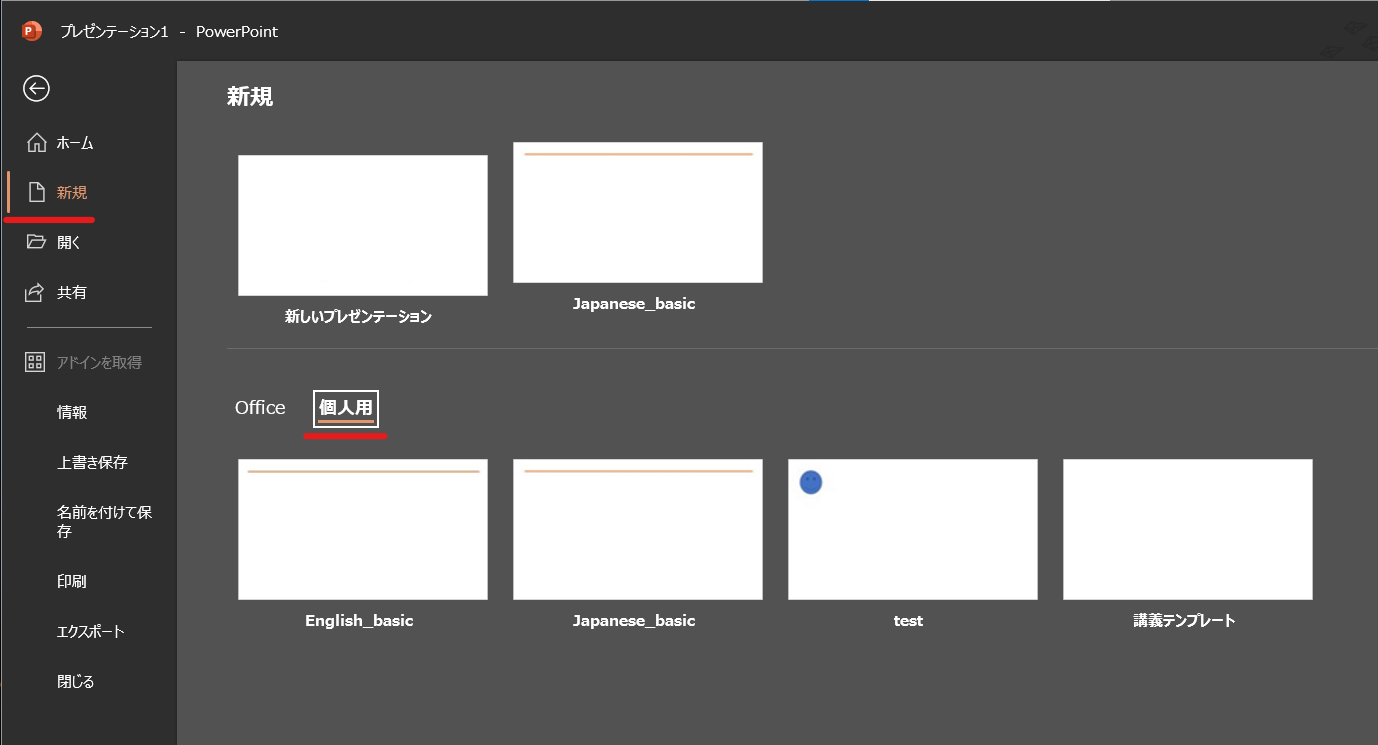 プレゼンテーション1 - PowerPoint
ホーム
新規
開く
共有
アドインを取得
情報
上書き保存
名前を付けて保
存
印刷
エクスポート
閉じる
新規
新しいプレゼンテーション
Japanese_basic
Office
個人用
English_basic
Japanese_basic
test
講義テンプレート